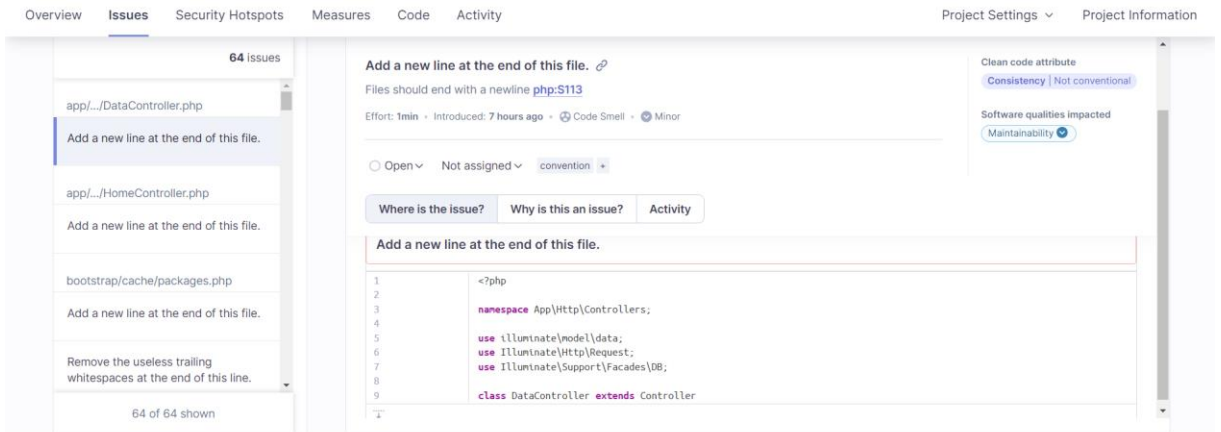 Overview Issues Security Hotspots Measures Code Activity Project Settings Project Information
64 issues
app/.../DataController.php
Add a new line at the end of this file.
app/.../HomeController.php
Add a new line at the end of this file.
bootstrap/cache/packages.php
Add a new line at the end of this file.
Remove the useless trailing
whitespaces at the end of this line.
64 of 64 shown
Add a new line at the end of this file.
Files should end with a newline php:S113
Effort: 1min • Introduced: 7 hours ago • Code Smell • Minor
Open Not assigned convention +
Clean code attribute
Consistency | Not conventional
Software qualities impacted
Maintainability
Where is the issue? Why is this an issue? Activity
Add a new line at the end of this file.
1 <?php
2
3 namespace App\Http\Controllers;
4
5 use illuminate\model\data;
6 use Illuminate\Http\Request;
7 use Illuminate\Support\Facades\DB;
8
9 class DataController extends Controller